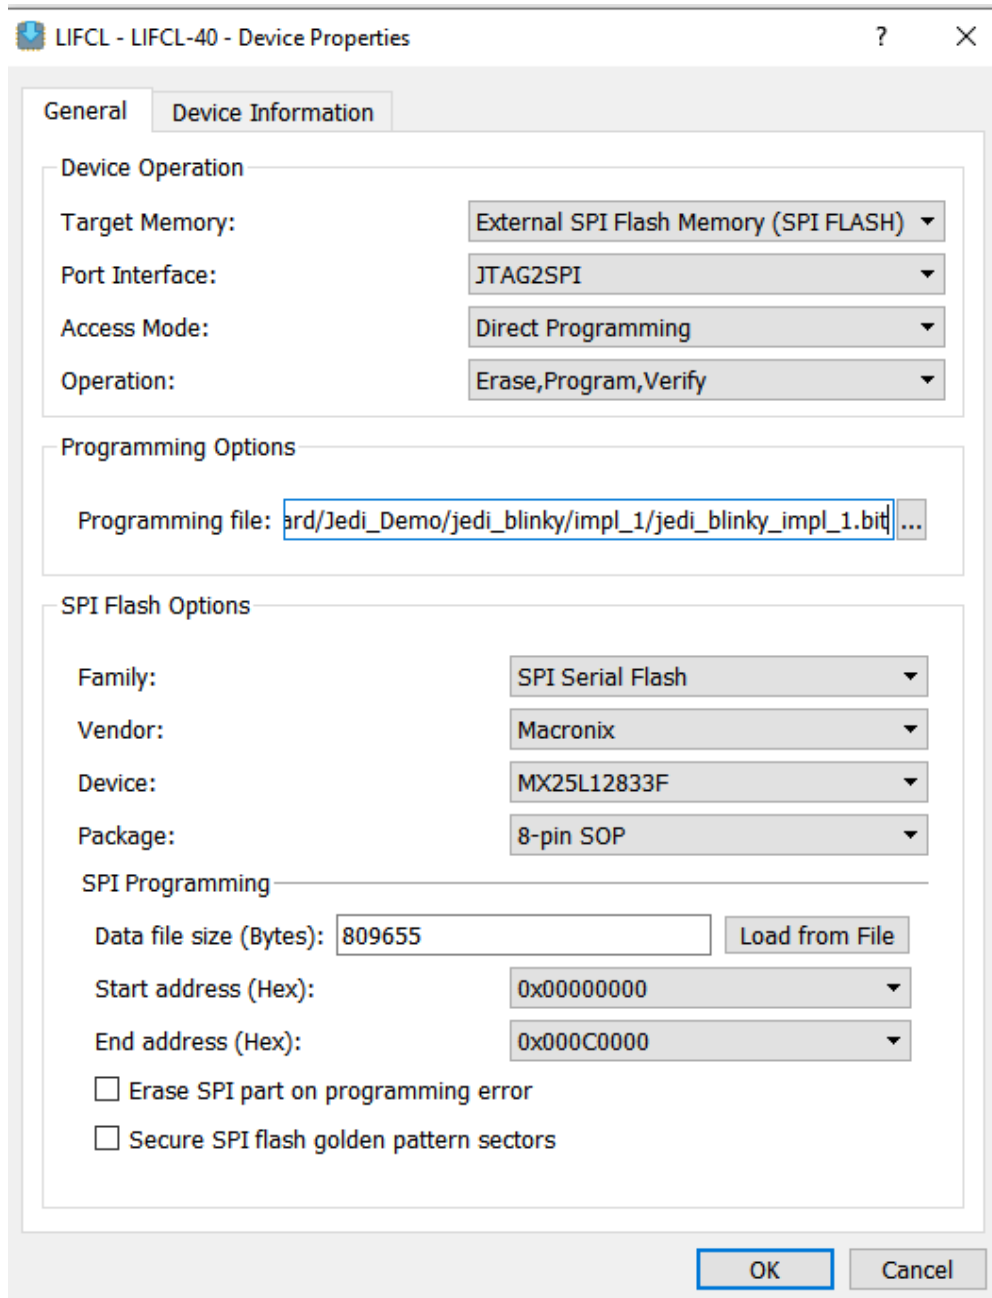 LIFCL - LIFCL-40 - Device Properties ?
General Device Information
Device Operation
Target Memory: External SPI Flash Memory (SPI FLASH)
Port Interface: JTAG2SPI
Access Mode: Direct Programming
Operation: Erase,Program,Verify
Programming Options
Programming file: ard/Jedi_Demo/jedi_blinky/impl_1/jedi_blinky_impl_1.bit ...
SPI Flash Options
Family: SPI Serial Flash
Vendor: Macronix
Device: MX25L12833F
Package: 8-pin SOP
SPI Programming
Data file size (Bytes): 809655 Load from File
Start address (Hex): 0x00000000
End address (Hex): 0x000C0000
Erase SPI part on programming error
Secure SPI flash golden pattern sectors
OK Cancel